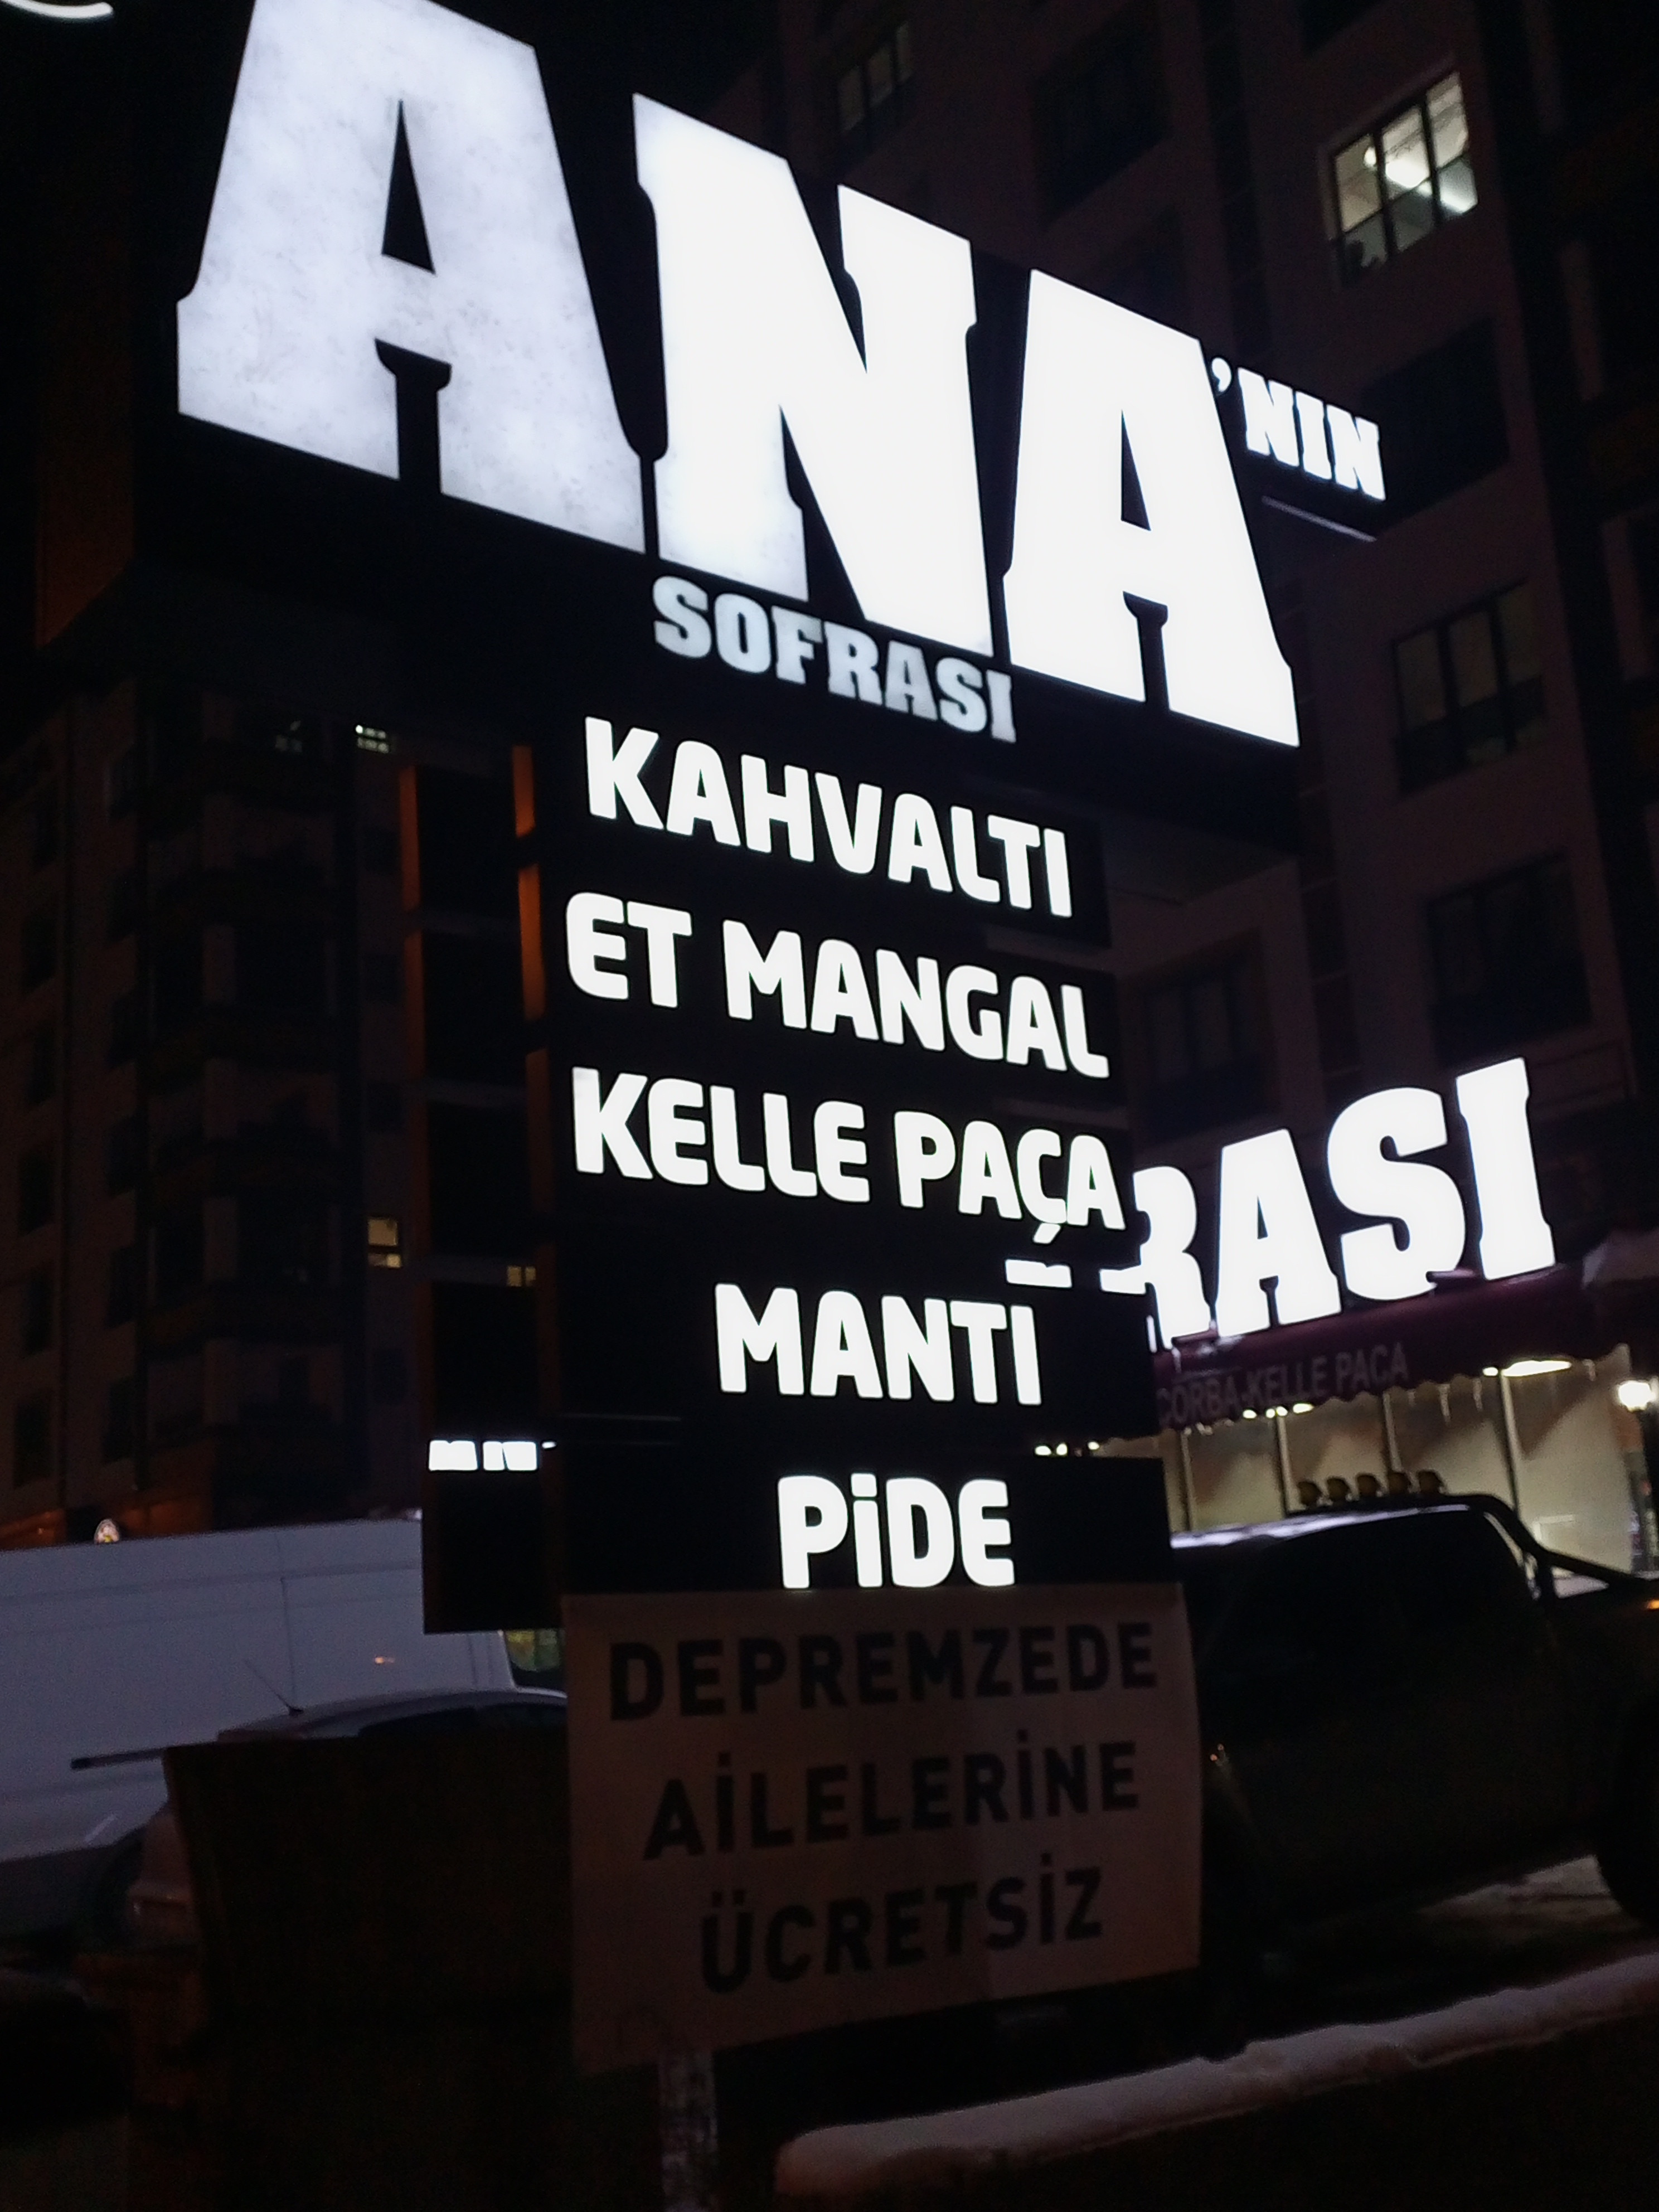 ANA'NIN
SOFRASI
KAHVALTI
ET MANGAL
KELLE PAÇA
MANTI
PİDE
DEPREMZEDE
AİLELERİNE
ÜCRETSİZ
RASI
ÇORBA-KELLE PAÇA